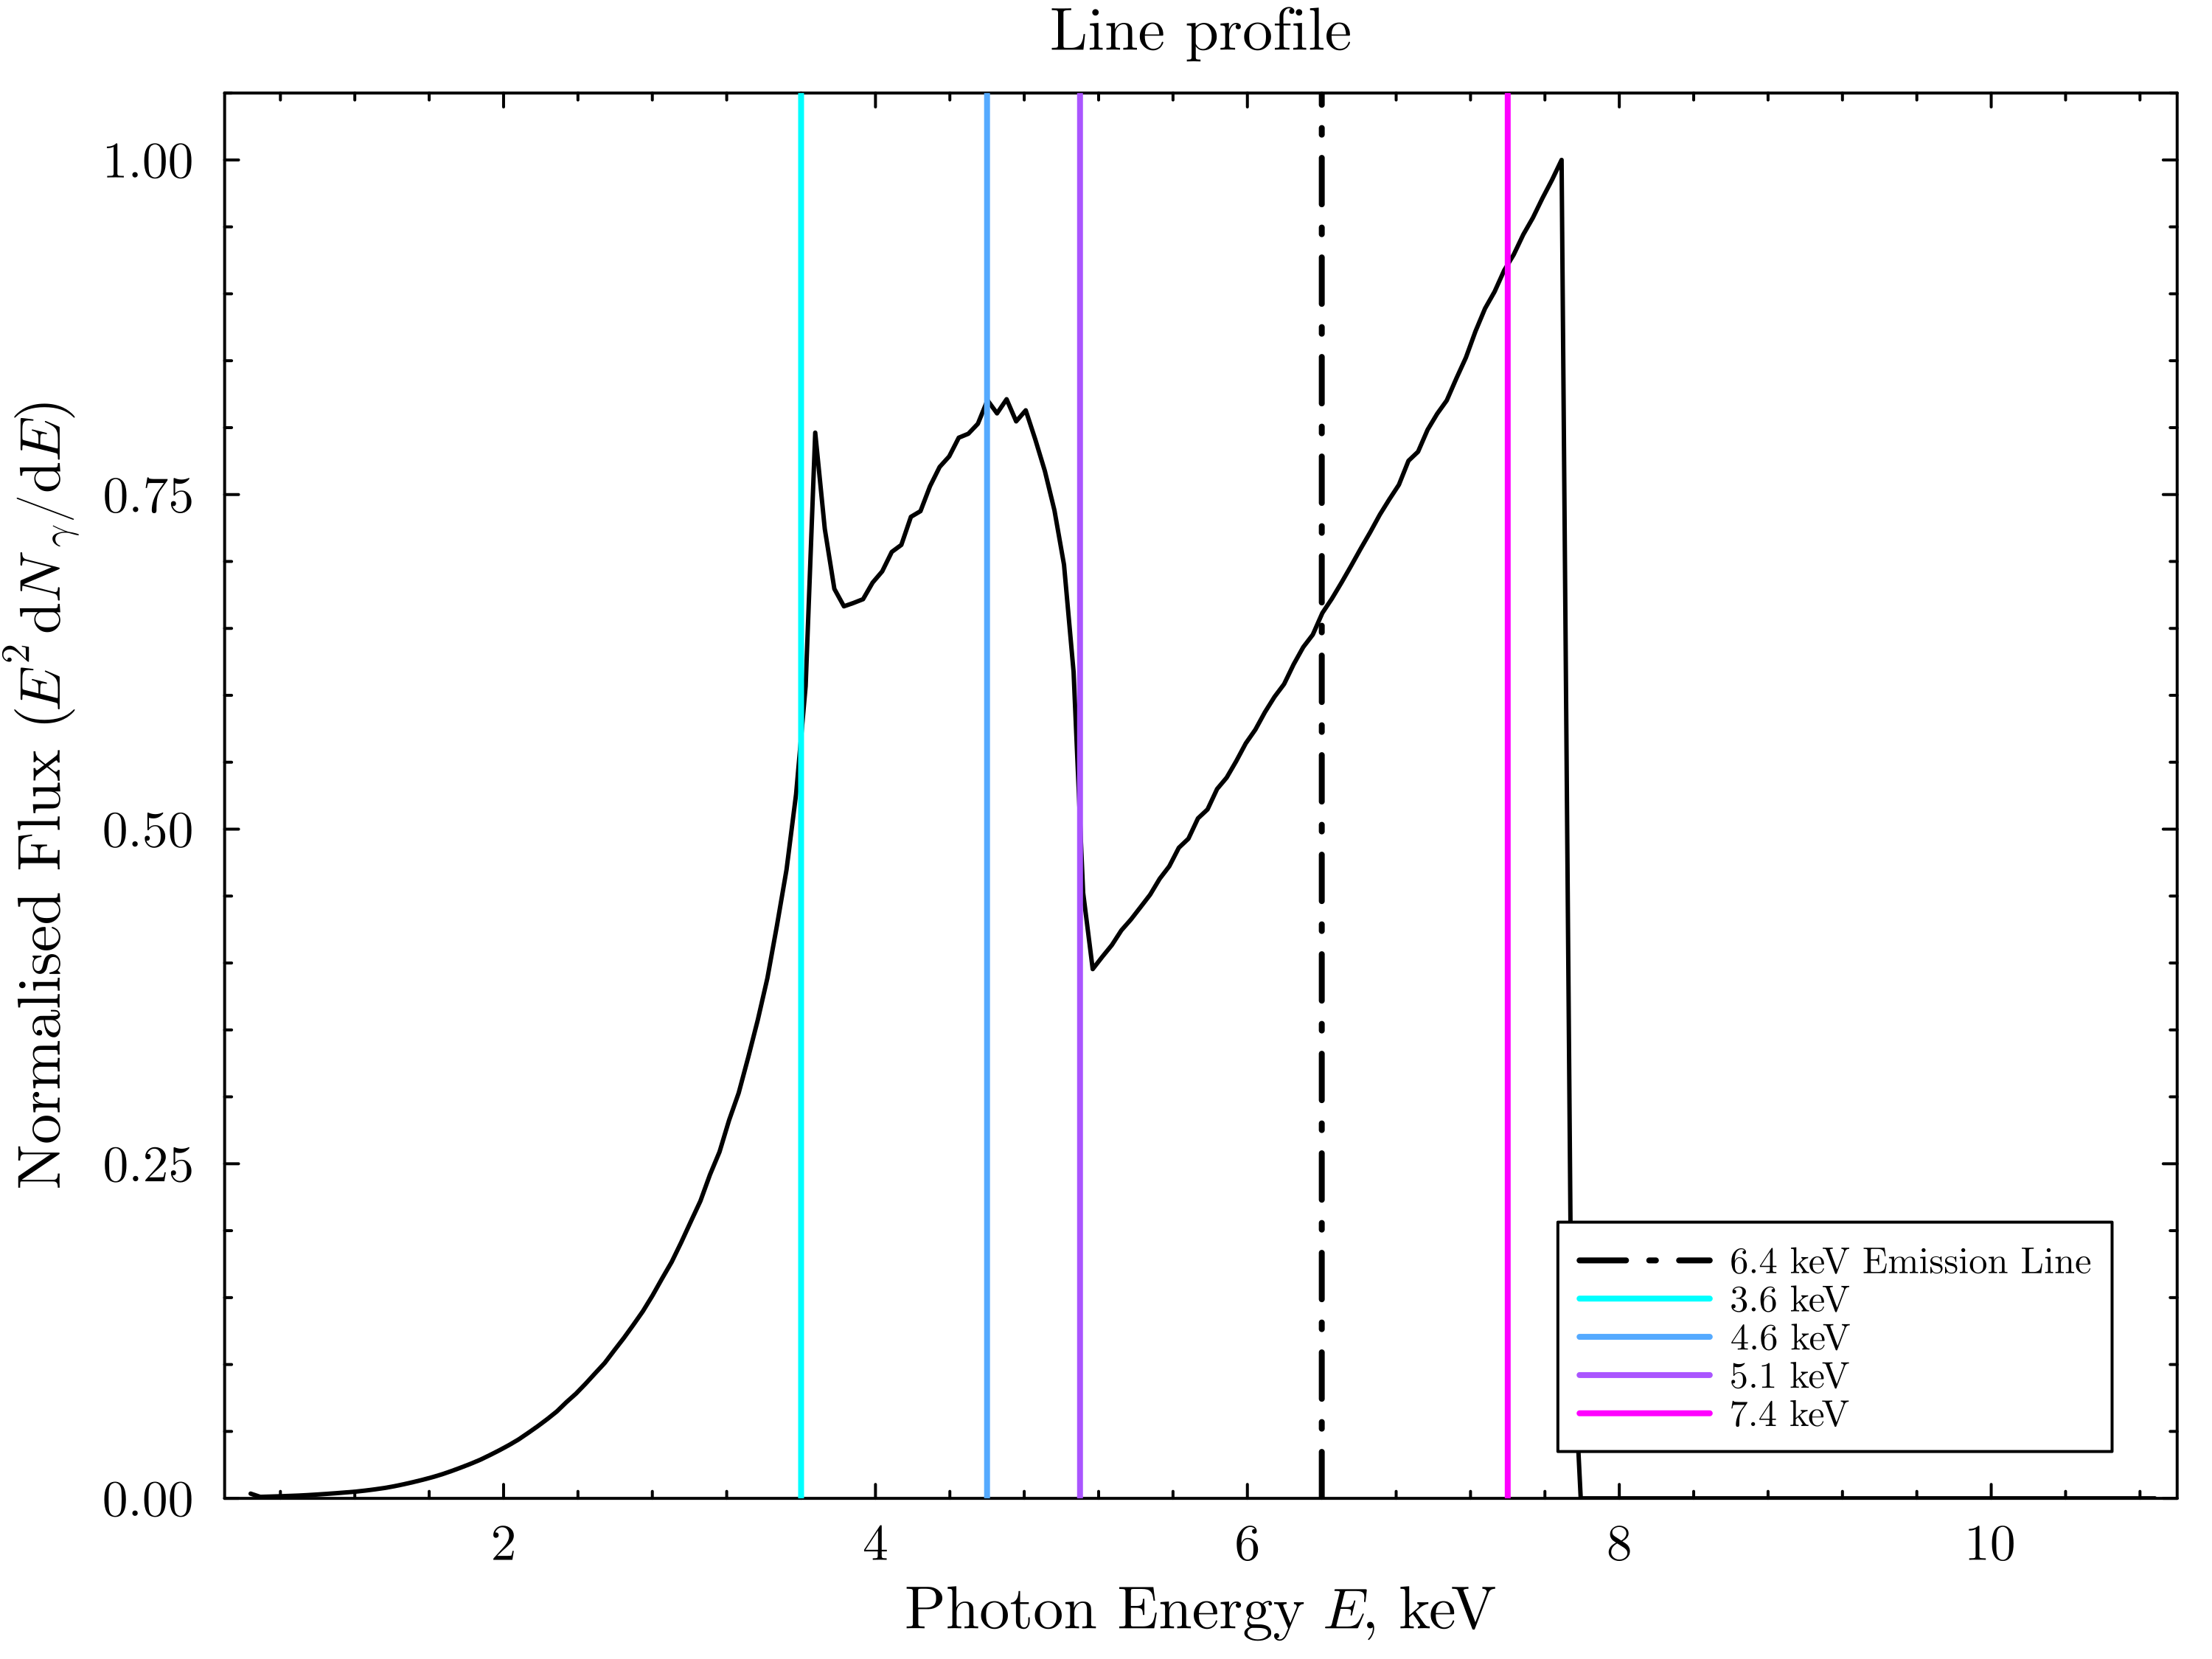 Line profile
Normalised Flux (E² dNγ/dE)
1.00
0.75
0.50
0.25
0.00
6.4 keV Emission Line
3.6 keV
4.6 keV
5.1 keV
7.4 keV
2 4 6 8 10
Photon Energy E, keV